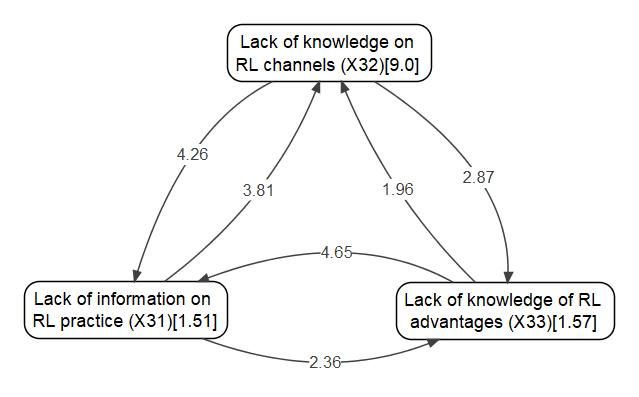 Lack of knowledge on
RL channels (X32)[9.0]
4.26
3.81
1.96
2.87
4.65
Lack of information on
RL practice (X31)[1.51]
Lack of knowledge of RL
advantages (X33)[1.57]
2.36